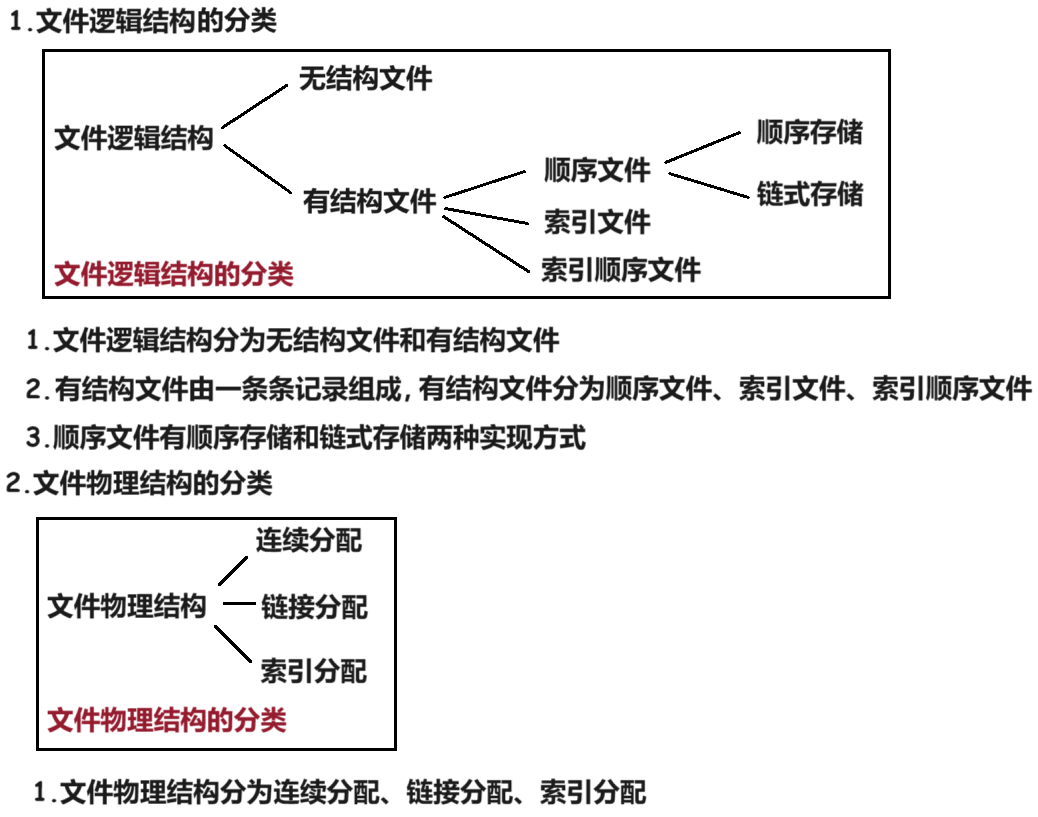 1.文件逻辑结构的分类
无结构文件
文件逻辑结构
顺序存储
顺序文件
链式存储
有结构文件
索引文件
索引顺序文件
文件逻辑结构的分类
1.文件逻辑结构分为无结构文件和有结构文件
2.有结构文件由一条条记录组成,有结构文件分为顺序文件、索引文件、索引顺序文件
3.顺序文件有顺序存储和链式存储两种实现方式
2.文件物理结构的分类
连续分配
文件物理结构
链接分配
索引分配
文件物理结构的分类
1.文件物理结构分为连续分配、链接分配、索引分配